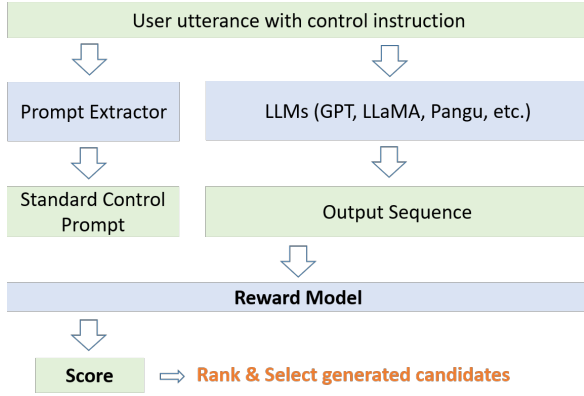 User utterance with control instruction
Prompt Extractor
LLMs (GPT, LLaMA, Pangu, etc.)
Standard Control
Prompt
Output Sequence
Reward Model
Score
Rank & Select generated candidates